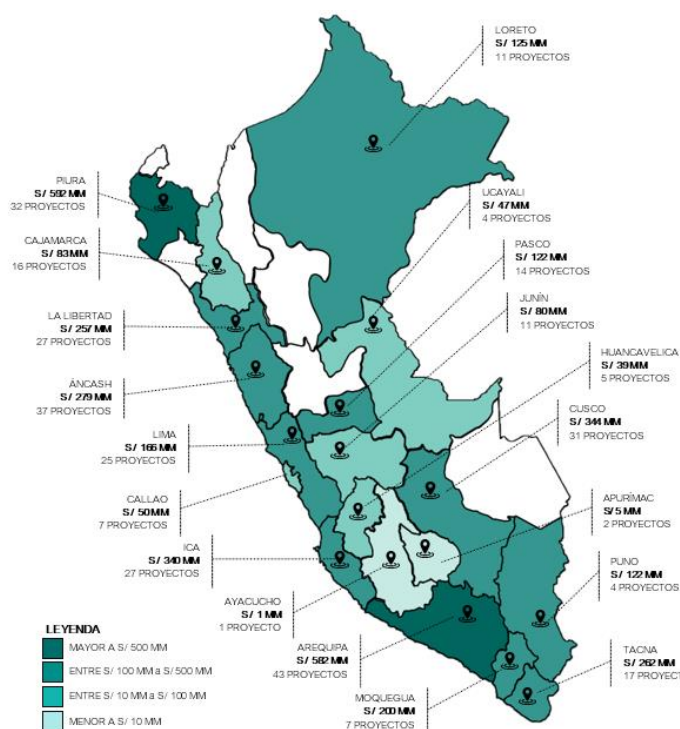 LORETO
S/ 125 MM
11 PROYECTOS
PIURA
S/ 592 MM
32 PROYECTOS
UCAYALI
S/ 47 MM
4 PROYECTOS
CAJAMARCA
S/ 83 MM
16 PROYECTOS
PASCO
S/ 122 MM
14 PROYECTOS
JUNÍN
S/ 80 MM
11 PROYECTOS
LA LIBERTAD
S/ 257 MM
27 PROYECTOS
HUANCAVELICA
S/ 39 MM
5 PROYECTOS
ÁNCASH
S/ 279 MM
37 PROYECTOS
CUSCO
S/ 344 MM
31 PROYECTOS
LIMA
S/ 166 MM
25 PROYECTOS
CALLAO
S/ 50 MM
7 PROYECTOS
APURÍMAC
S/ 5 MM
2 PROYECTOS
ICA
S/ 340 MM
27 PROYECTOS
PUNO
S/ 122 MM
4 PROYECTOS
AYACUCHO
S/ 1 MM
1 PROYECTO
AREQUIPA
S/ 582 MM
43 PROYECTOS
TACNA
S/ 262 MM
17 PROYECT
MOQUEGUA
S/ 200 MM
7 PROYECTOS
LEYENDA
MAYOR A S/ 500 MM
ENTRE S/ 100 MM a S/ 500 MM
ENTRE S/ 10 MM a S/ 100 MM
MENOR A S/ 10 MM